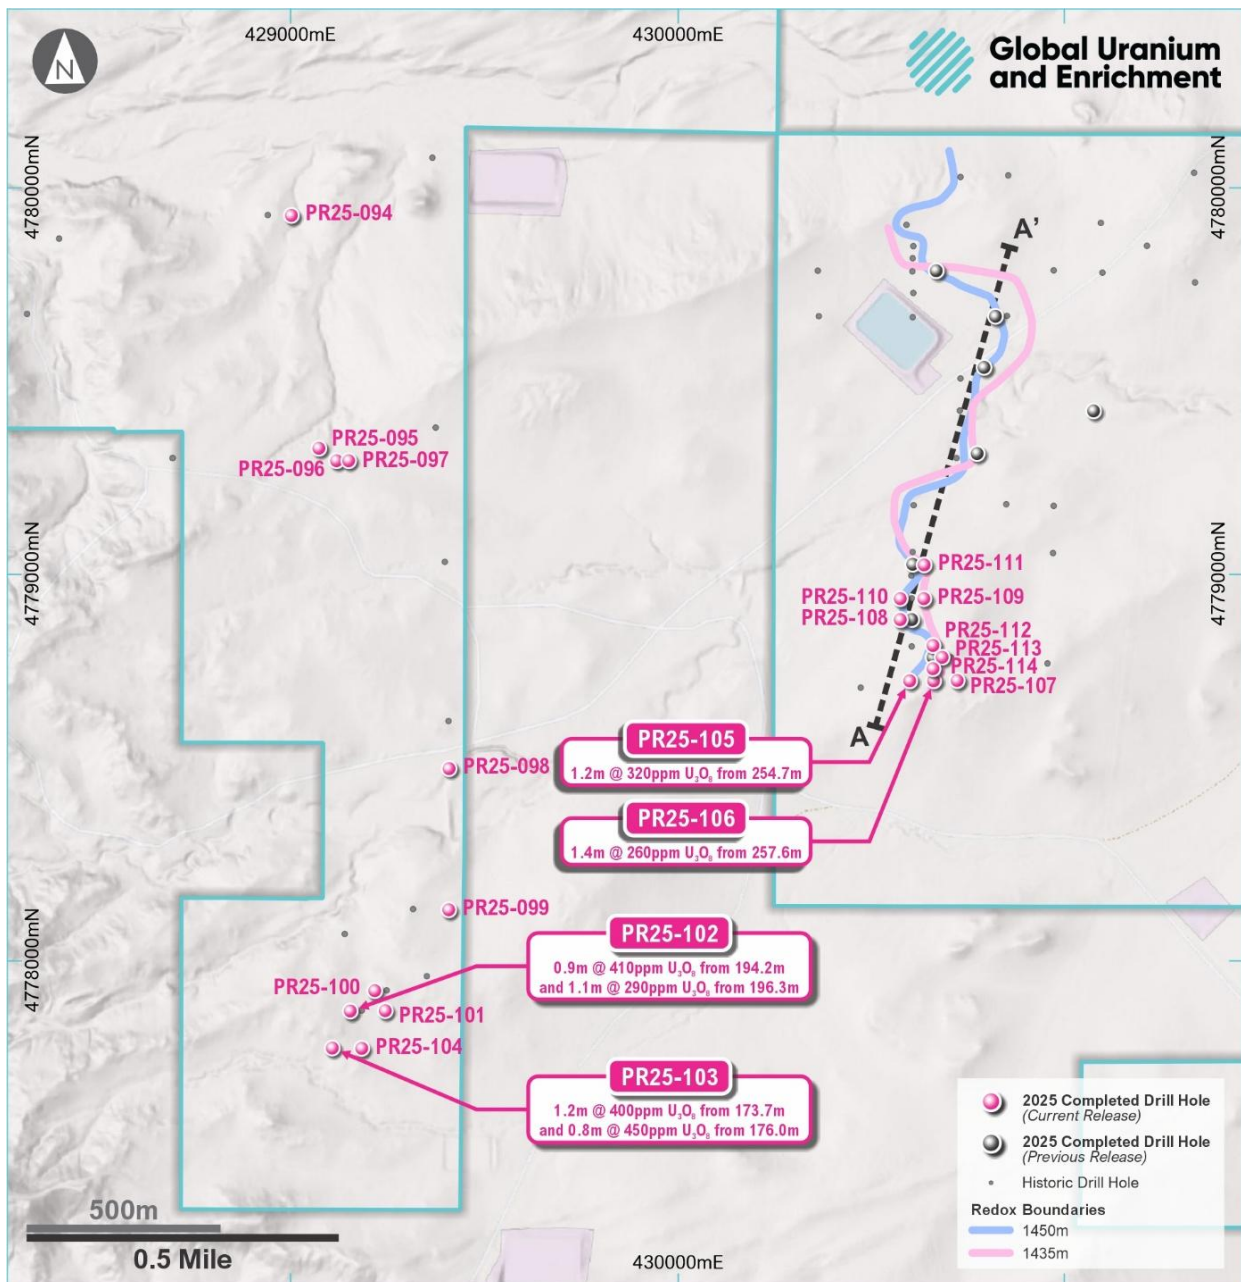 429000mE
430000mE
N
Global Uranium
and Enrichment
4780000mN
4780000mN
PR25-094
A'
PR25-095
PR25-096
PR25-097
4779000mN
4779000mN
PR25-111
PR25-110
PR25-109
PR25-108
PR25-112
PR25-113
PR25-114
PR25-107
A
PR25-105
1.2m @ 320ppm U₃O₈ from 254.7m
PR25-098
PR25-106
1.4m @ 260ppm U₃O₈ from 257.6m
PR25-099
4778000mN
4778000mN
PR25-102
0.9m @ 410ppm U₃O₈ from 194.2m
and 1.1m @ 290ppm U₃O₈ from 196.3m
PR25-100
PR25-101
PR25-104
PR25-103
1.2m @ 400ppm U₃O₈ from 173.7m
and 0.8m @ 450ppm U₃O₈ from 176.0m
2025 Completed Drill Hole
(Current Release)
2025 Completed Drill Hole
(Previous Release)
Historic Drill Hole
Redox Boundaries
1450m
1435m
500m
0.5 Mile
430000mE